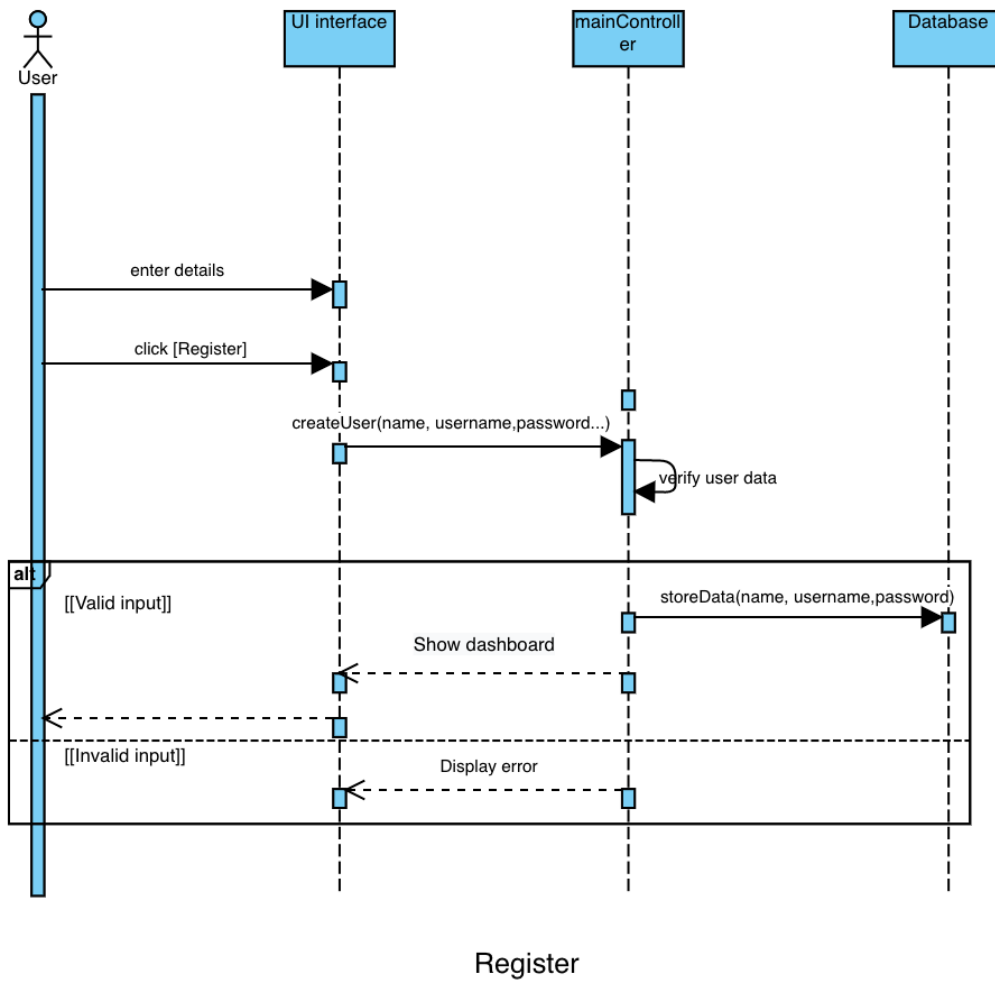 User
UI interface
mainControll
er
Database
enter details
click [Register]
createUser(name, username,password...)
verify user data
alt
[[Valid input]]
storeData(name, username,password)
Show dashboard
[[Invalid input]]
Display error
Register